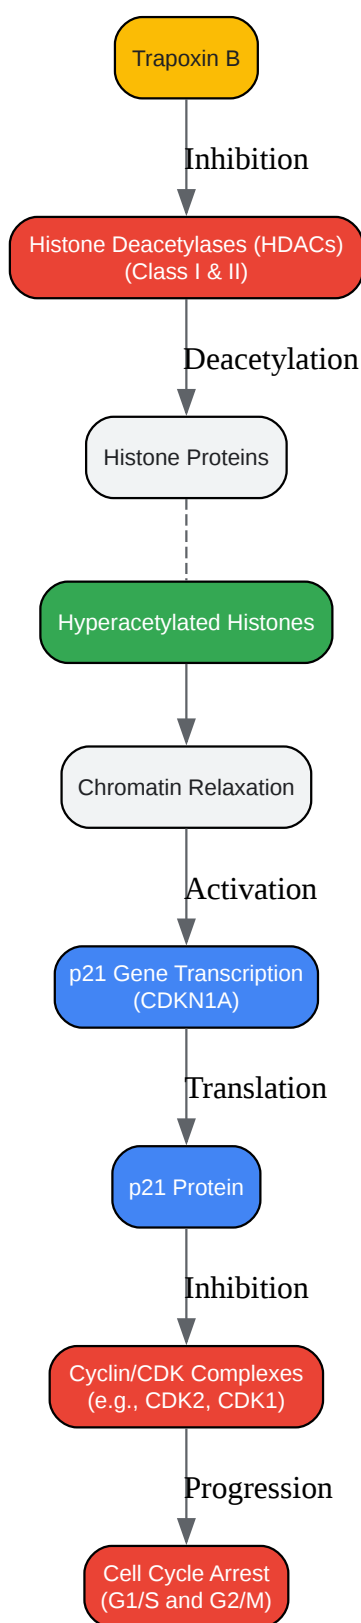 Trapoxin B
Inhibition
Histone Deacetylases (HDACs)
(Class I & II)
Deacetylation
Histone Proteins
Hyperacetylated Histones
Chromatin Relaxation
Activation
p21 Gene Transcription
(CDKN1A)
Translation
p21 Protein
Inhibition
Cyclin/CDK Complexes
(e.g., CDK2, CDK1)
Progression
Cell Cycle Arrest
(G1/S and G2/M)